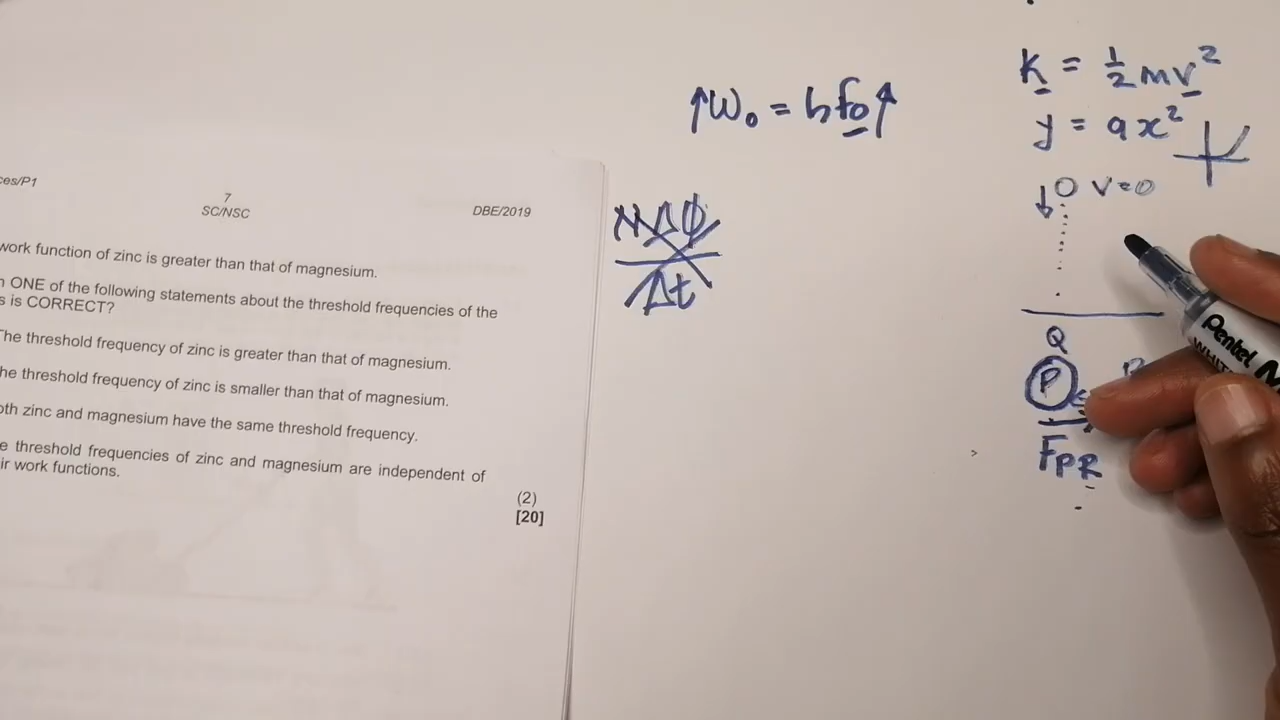 ces/P1
7
SC/NSC
DBE/2019
work function of zinc is greater than that of magnesium.
ONE of the following statements about the threshold frequencies of the
s is CORRECT?
The threshold frequency of zinc is greater than that of magnesium.
he threshold frequency of zinc is smaller than that of magnesium.
oth zinc and magnesium have the same threshold frequency.
e threshold frequencies of zinc and magnesium are independent of
ir work functions.
(2)
[20]
↑W₀ = hf₀↑
NΔϕ
Δt
K = ½mv²
y = ax²
V=0
Q
P
FPR
Pentel